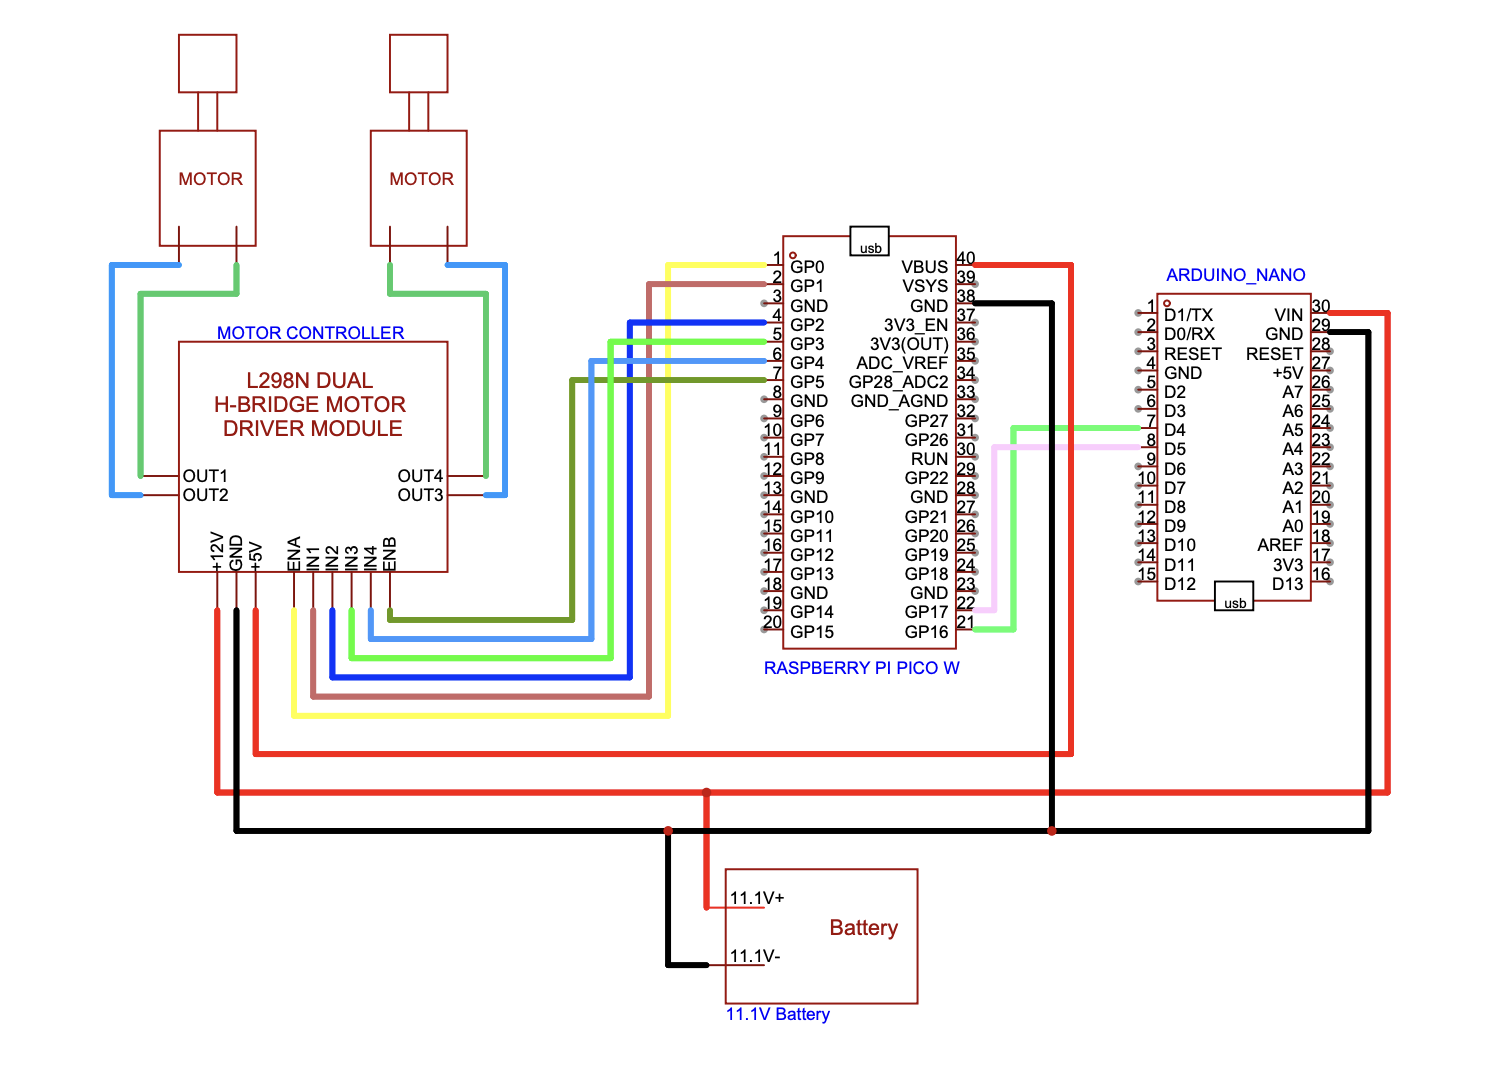 MOTOR
MOTOR
MOTOR CONTROLLER
L298N DUAL
H-BRIDGE MOTOR
DRIVER MODULE
OUT1
OUT2
OUT4
OUT3
+12V
GND
+5V
ENA
IN1
IN2
IN3
IN4
ENB
usb
1 GP0
2 GP1
3 GND
4 GP2
5 GP3
6 GP4
7 GP5
8 GND
9 GP6
10 GP7
11 GP8
12 GP9
13 GND
14 GP10
15 GP11
16 GP12
17 GP13
18 GND
19 GP14
20 GP15
VBUS 40
VSYS 39
GND 38
3V3_EN 37
3V3(OUT) 36
ADC_VREF 35
GP28_ADC2 34
GND_AGND 33
GP27 32
GP26 31
RUN 30
GP22 29
GND 28
GP21 27
GP20 26
GP19 25
GP18 24
GND 23
GP17 22
GP16 21
RASPBERRY PI PICO W
ARDUINO_NANO
1 D1/TX
2 D0/RX
3 RESET
4 GND
5 D2
6 D3
7 D4
8 D5
9 D6
10 D7
11 D8
12 D9
13 D10
14 D11
15 D12
VIN 30
GND 29
RESET 28
+5V 27
A7 26
A6 25
A5 24
A4 23
A3 22
A2 21
A1 20
A0 19
AREF 18
3V3 17
D13 16
usb
11.1V+
Battery
11.1V-
11.1V Battery